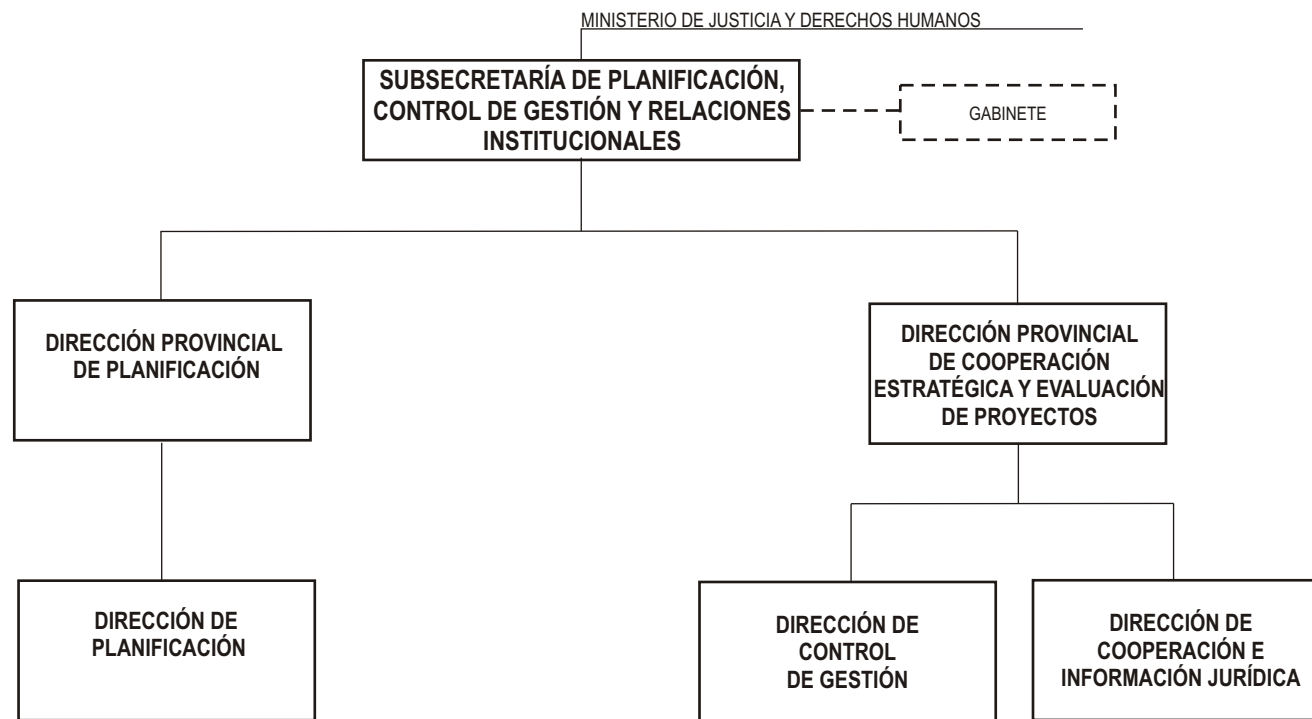 MINISTERIO DE JUSTICIA Y DERECHOS HUMANOS
SUBSECRETARÍA DE PLANIFICACIÓN,
CONTROL DE GESTIÓN Y RELACIONES
INSTITUCIONALES
GABINETE
DIRECCIÓN PROVINCIAL
DE PLANIFICACIÓN
DIRECCIÓN PROVINCIAL
DE COOPERACIÓN
ESTRATÉGICA Y EVALUACIÓN
DE PROYECTOS
DIRECCIÓN DE
PLANIFICACIÓN
DIRECCIÓN DE
CONTROL
DE GESTIÓN
DIRECCIÓN DE
COOPERACIÓN E
INFORMACIÓN JURÍDICA